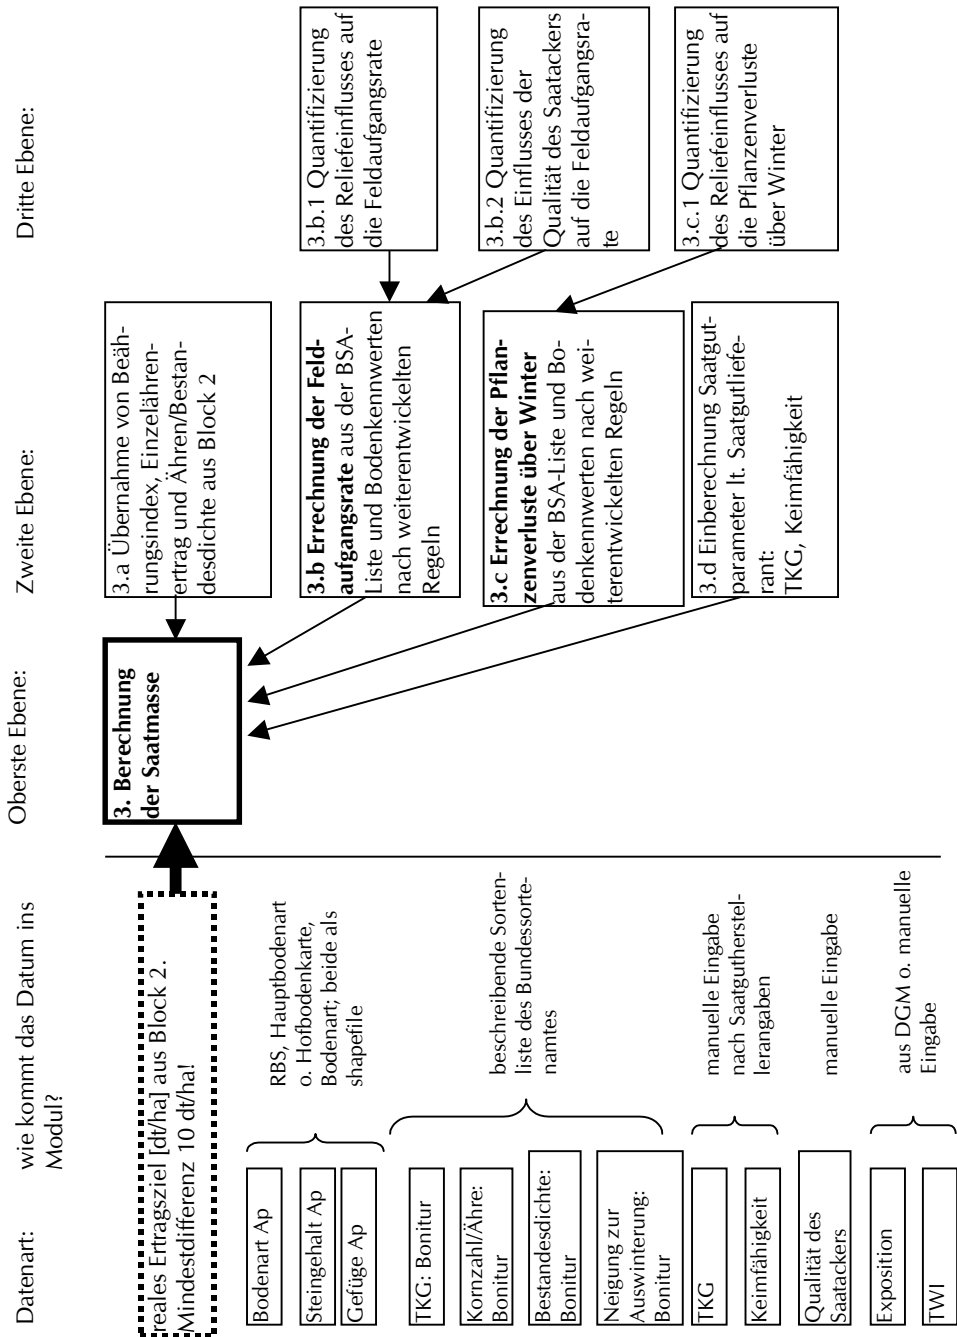 Datenart:
wie kommt das Datum ins
Modul?
Oberste Ebene:
Zweite Ebene:
Dritte Ebene:
reales Ertragsziel [dt/ha] aus Block 2.
Mindestdifferenz 10 dt/ha!
3. Berechnung
der Saatmasse
3.a Übernahme von Beäh-
rungsindex, Einzelähren-
ertrag und Ähren/Bestan-
desdichte aus Block 2
3.b Errechnung der Feld-
aufgangsrate aus der BSA-
Liste und Bodenkennwerten
nach weiterentwickelten
Regeln
3.b.1 Quantifizierung
des Reliefeinflusses auf
die Feldaufgangsrate
3.b.2 Quantifizierung
des Einflusses der
Qualität des Saatackers
auf die Feldaufgangsra-
te
3.c Errechnung der Pflan-
zenverluste über Winter
aus der BSA-Liste und Bo-
denkennwerten nach wei-
terentwickelten Regeln
3.c.1 Quantifizierung
des Reliefeinflusses auf
die Pflanzenverluste
über Winter
3.d Einberechnung Saatgut-
parameter lt. Saatgutliefe-
rant:
TKG, Keimfähigkeit
Bodenart Ap
Steingehalt Ap
Gefüge Ap
RBS, Hauptbodenart
o. Hofbodenkarte,
Bodenart; beide als
shapefile
TKG: Bonitur
Kornzahl/Ähre:
Bonitur
Bestandesdichte:
Bonitur
Neigung zur
Auswinterung:
Bonitur
beschreibende Sorten-
liste des Bundessorte-
namtes
TKG
Keimfähigkeit
manuelle Eingabe
nach Saatgutherstel-
lerangaben
Qualität des
Saatackers
manuelle Eingabe
Exposition
TWI
aus DGM o. manuelle
Eingabe